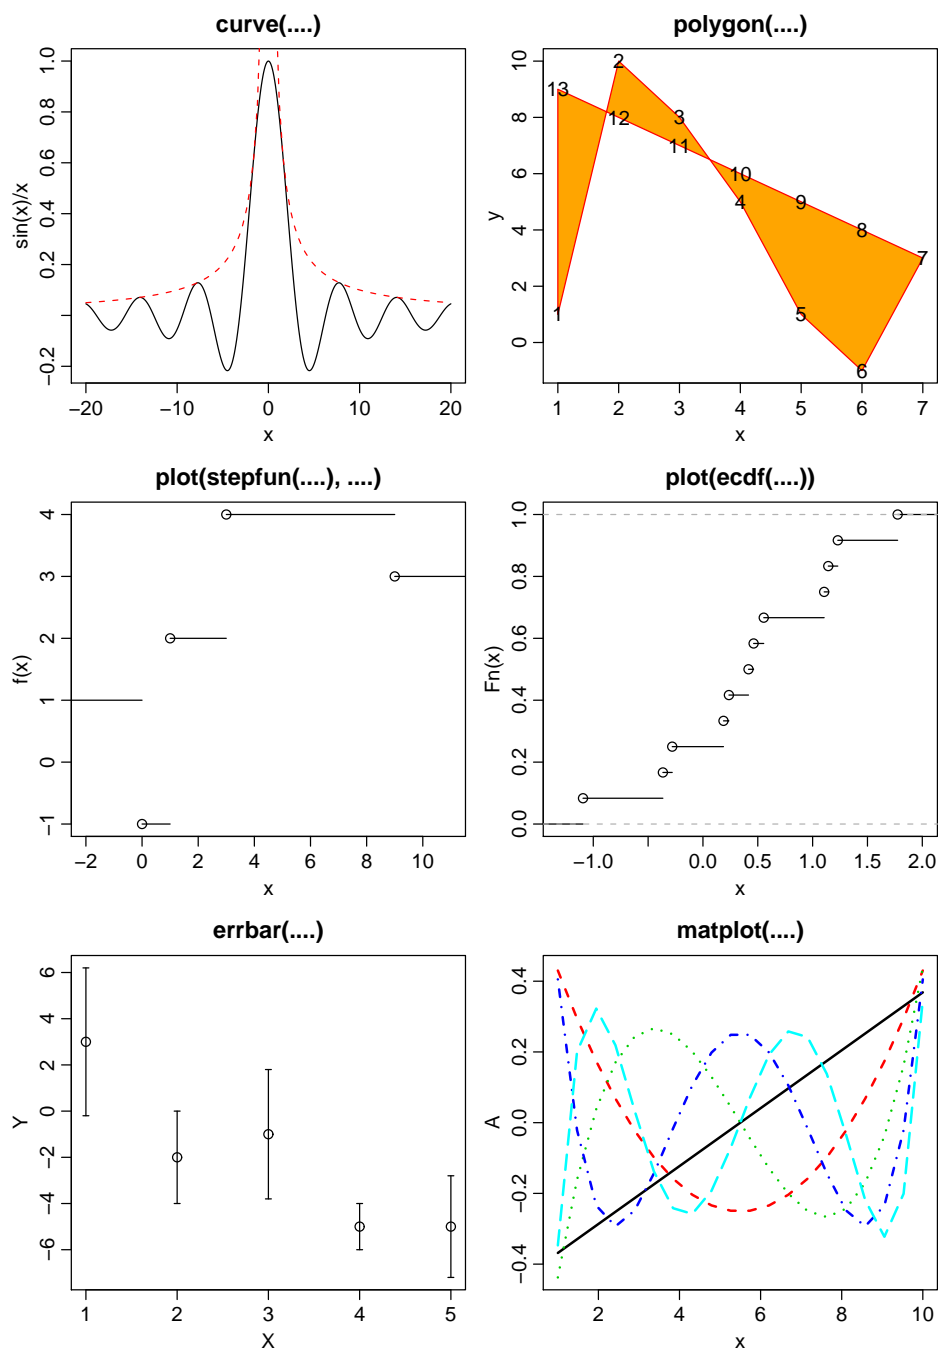 curve(....)
sin(x)/x
−0.2 0.2 0.4 0.6 0.8 1.0
−20 −10 0 10 20
x
polygon(....)
y
0 2 4 6 8 10
1 2 3 4 5 6 7 8 9 10 11 12 13
1 2 3 4 5 6 7
x
plot(stepfun(....), ....)
f(x)
−1 0 1 2 3 4
−2 0 2 4 6 8 10
x
plot(ecdf(....))
Fn(x)
0.0 0.2 0.4 0.6 0.8 1.0
−1.0 0.0 0.5 1.0 1.5 2.0
x
errbar(....)
Y
−6 −4 −2 0 2 4 6
1 2 3 4 5
X
matplot(....)
A
−0.4 −0.2 0.0 0.2 0.4
2 4 6 8 10
x